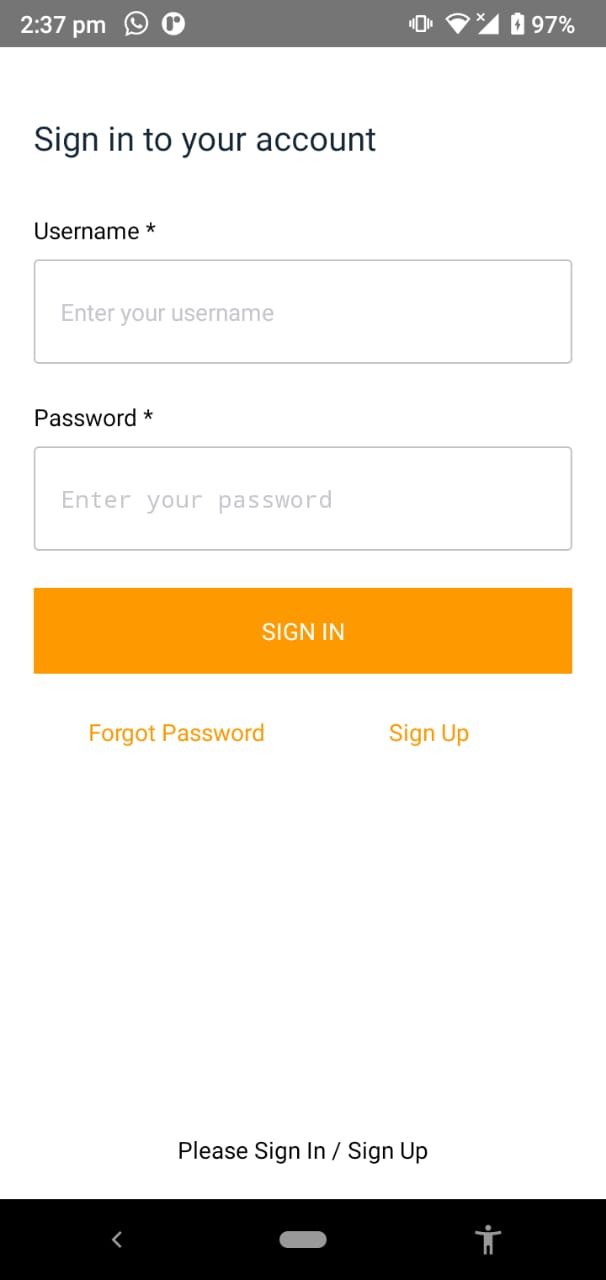 2:37 pm 97%
Sign in to your account
Username *
Enter your username
Password *
Enter your password
SIGN IN
Forgot Password Sign Up
Please Sign In / Sign Up